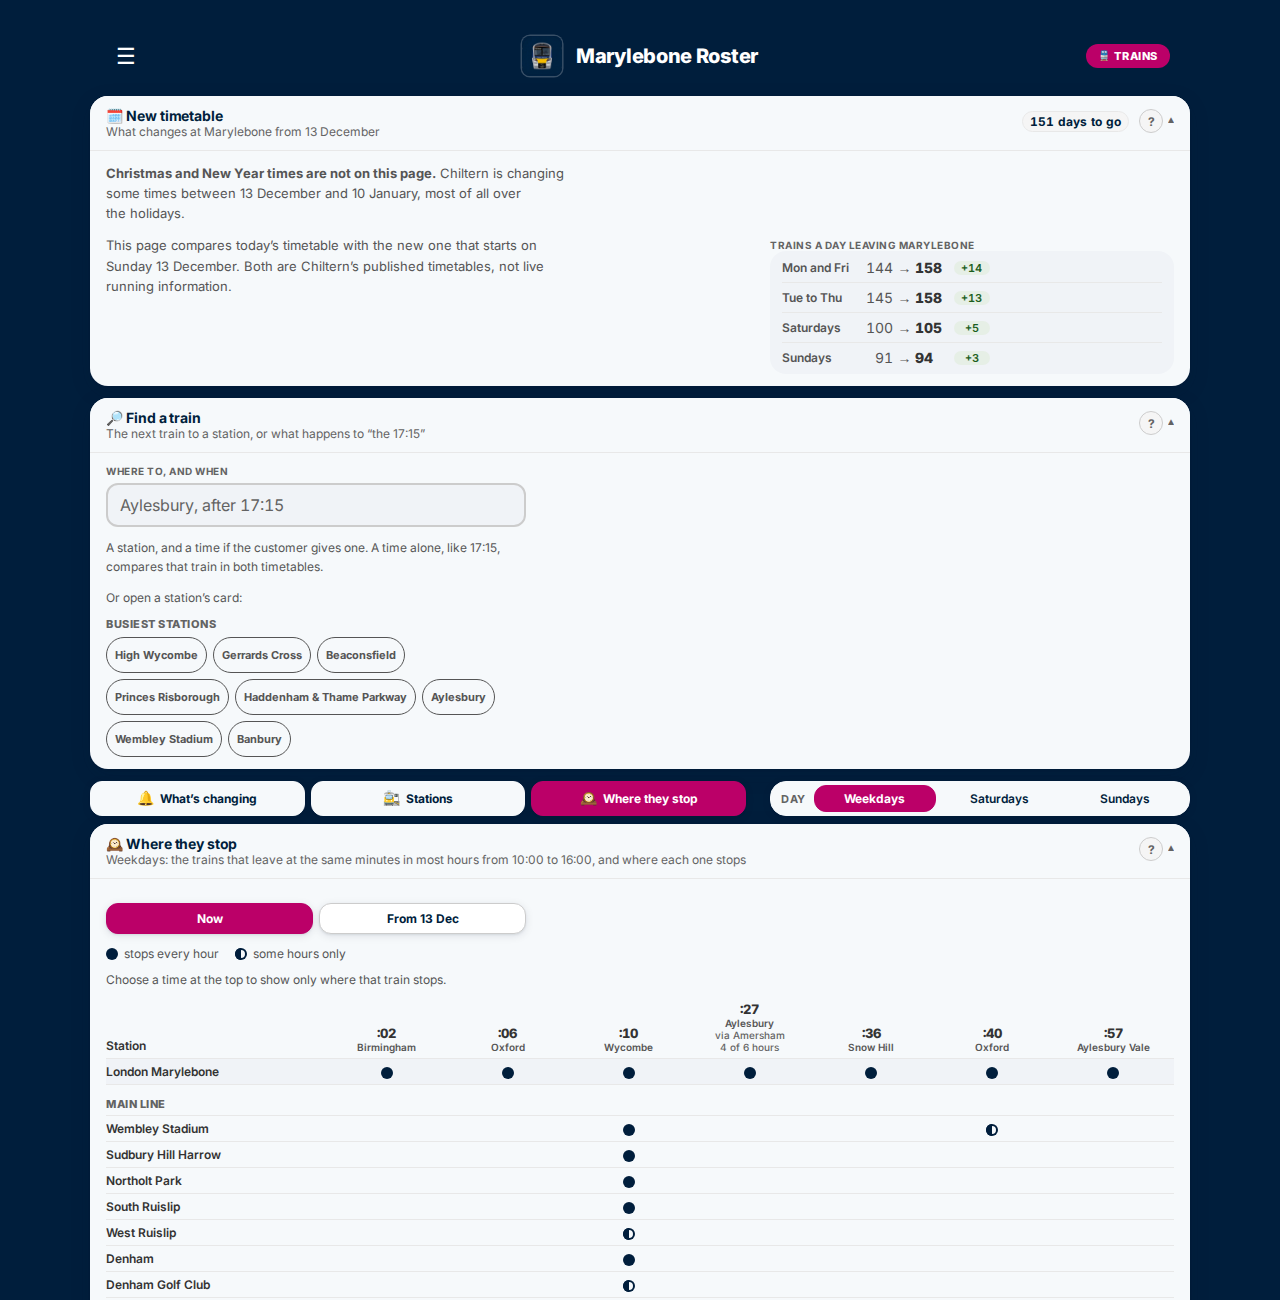 Marylebone Roster
TRAINS
New timetable
What changes at Marylebone from 13 December
151 days to go
?
Christmas and New Year times are not on this page. Chiltern is changing
some times between 13 December and 10 January, most of all over
the holidays.
This page compares today’s timetable with the new one that starts on
Sunday 13 December. Both are Chiltern’s published timetables, not live
running information.
TRAINS A DAY LEAVING MARYLEBONE
Mon and Fri 144 → 158 +14
Tue to Thu 145 → 158 +13
Saturdays 100 → 105 +5
Sundays 91 → 94 +3
Find a train
The next train to a station, or what happens to “the 17:15”
?
WHERE TO, AND WHEN
Aylesbury, after 17:15
A station, and a time if the customer gives one. A time alone, like 17:15,
compares that train in both timetables.
Or open a station’s card:
BUSIEST STATIONS
High Wycombe Gerrards Cross Beaconsfield
Princes Risborough Haddenham & Thame Parkway Aylesbury
Wembley Stadium Banbury
What’s changing Stations Where they stop DAY Weekdays Saturdays Sundays
Where they stop
Weekdays: the trains that leave at the same minutes in most hours from 10:00 to 16:00, and where each one stops
?
Now From 13 Dec
stops every hour some hours only
Choose a time at the top to show only where that train stops.
Station
:02 Birmingham
:06 Oxford
:10 Wycombe
:27 Aylesbury via Amersham 4 of 6 hours
:36 Snow Hill
:40 Oxford
:57 Aylesbury Vale
London Marylebone
MAIN LINE
Wembley Stadium
Sudbury Hill Harrow
Northolt Park
South Ruislip
West Ruislip
Denham
Denham Golf Club